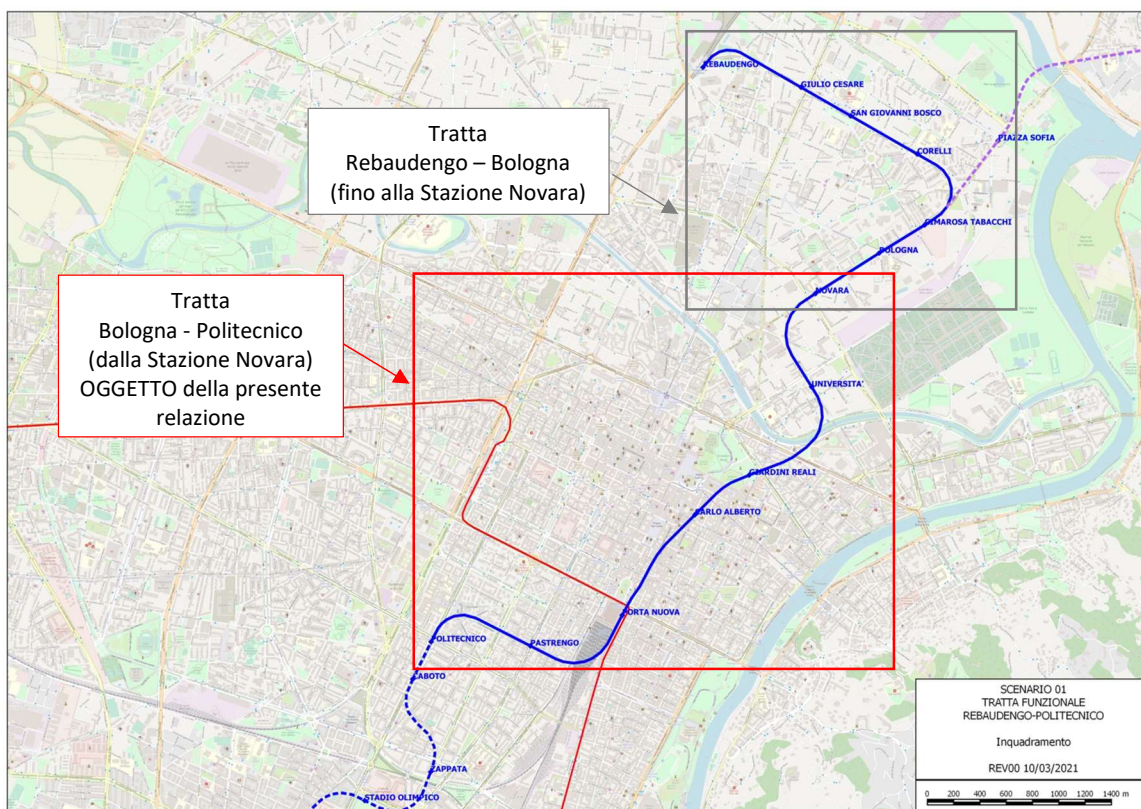 REBAUDENGO
GIULIO CESARE
SAN GIOVANNI BOSCO
CORELLI
PIAZZA SOFIA
CIMAROSA TABACCHI
BOLOGNA
NOVARA
Tratta
Rebaudengo – Bologna
(fino alla Stazione Novara)
Tratta
Bologna - Politecnico
(dalla Stazione Novara)
OGGETTO della presente
relazione
UNIVERSITA'
GIARDINI REALI
CARLO ALBERTO
PORTA NUOVA
POLITECNICO
PASTRENGO
CABOTO
ZAPPATA
STADIO OLIMPICO
SCENARIO 01
TRATTA FUNZIONALE
REBAUDENGO-POLITECNICO
Inquadramento
REV00 10/03/2021
0 200 400 600 800 1000 1200 1400 m